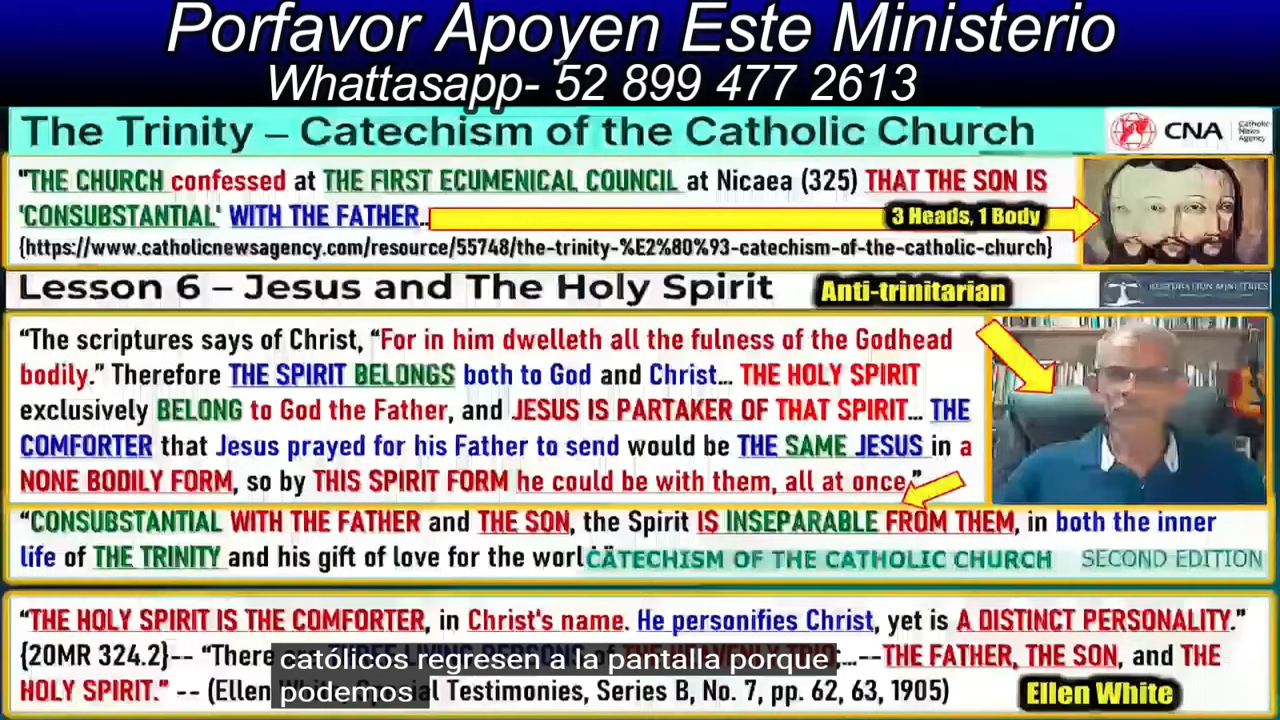 Porfavor Apoyen Este Ministerio
Whattasapp- 52 899 477 2613
The Trinity – Catechism of the Catholic Church
CNA Catholic News Agency
"THE CHURCH confessed at THE FIRST ECUMENICAL COUNCIL at Nicaea (325) THAT THE SON IS
'CONSUBSTANTIAL' WITH THE FATHER..
3 Heads, 1 Body
{https://www.catholicnewsagency.com/resource/55748/the-trinity-%E2%80%93-catechism-of-the-catholic-church}
Lesson 6 – Jesus and The Holy Spirit
Anti-trinitarian
RESTORATION MINISTRIES
“The scriptures says of Christ, “For in him dwelleth all the fulness of the Godhead
bodily.” Therefore THE SPIRIT BELONGS both to God and Christ… THE HOLY SPIRIT
exclusively BELONG to God the Father, and JESUS IS PARTAKER OF THAT SPIRIT… THE
COMFORTER that Jesus prayed for his Father to send would be THE SAME JESUS in a
NONE BODILY FORM, so by THIS SPIRIT FORM he could be with them, all at once.”
“CONSUBSTANTIAL WITH THE FATHER and THE SON, the Spirit IS INSEPARABLE FROM THEM, in both the inner
life of THE TRINITY and his gift of love for the worl
CATECHISM OF THE CATHOLIC CHURCH SECOND EDITION
“THE HOLY SPIRIT IS THE COMFORTER, in Christ's name. He personifies Christ, yet is A DISTINCT PERSONALITY.”
{20MR 324.2}-- “There ;…--THE FATHER, THE SON, and THE
HOLY SPIRIT.” -- (Ellen Testimonies, Series B, No. 7, pp. 62, 63, 1905)
Ellen White
católicos regresen a la pantalla porque
podemos